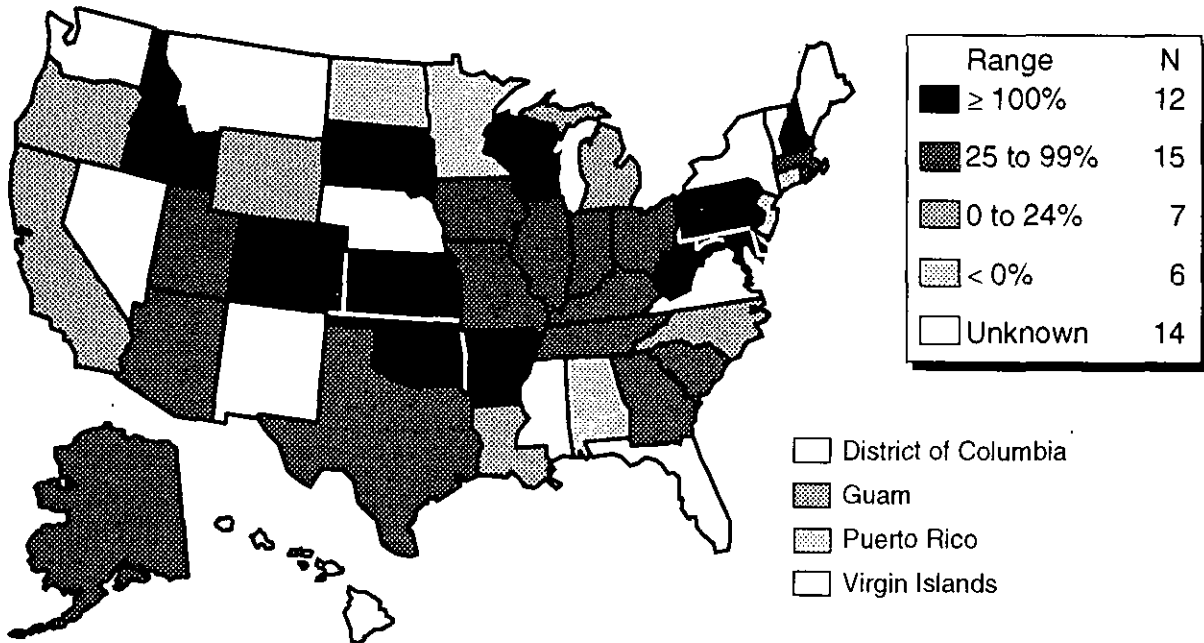 Range N
≥ 100% 12
25 to 99% 15
0 to 24% 7
< 0% 6
Unknown 14
District of Columbia
Guam
Puerto Rico
Virgin Islands